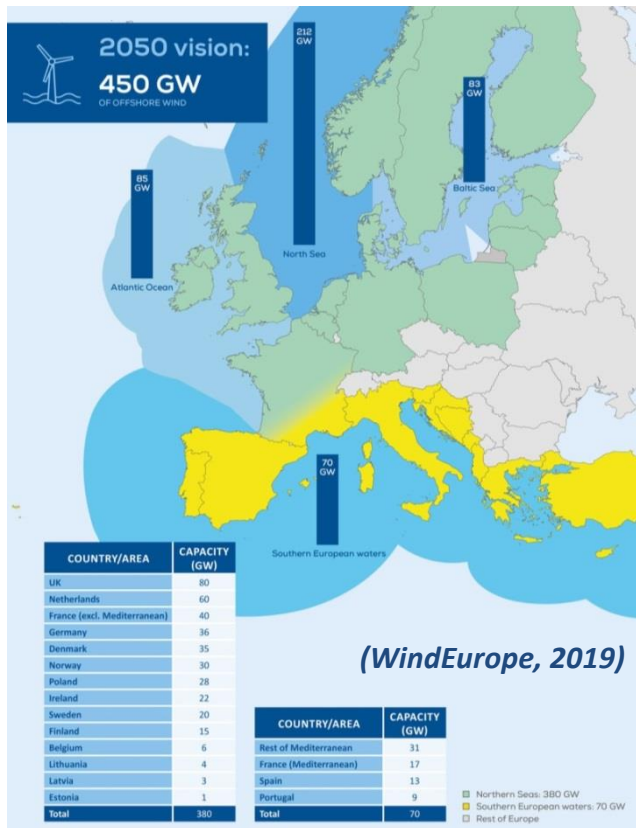 2050 vision:
450 GW
OF OFFSHORE WIND
212
GW
North Sea
83
GW
Baltic Sea
85
GW
Atlantic Ocean
70
GW
Southern European waters
COUNTRY/AREA CAPACITY (GW)
UK 80
Netherlands 60
France (excl. Mediterranean) 40
Germany 36
Denmark 35
Norway 30
Poland 28
Ireland 22
Sweden 20
Finland 15
Belgium 6
Lithuania 4
Latvia 3
Estonia 1
Total 380
(WindEurope, 2019)
COUNTRY/AREA CAPACITY (GW)
Rest of Mediterranean 31
France (Mediterranean) 17
Spain 13
Portugal 9
Total 70
Northern Seas: 380 GW
Southern European waters: 70 GW
Rest of Europe